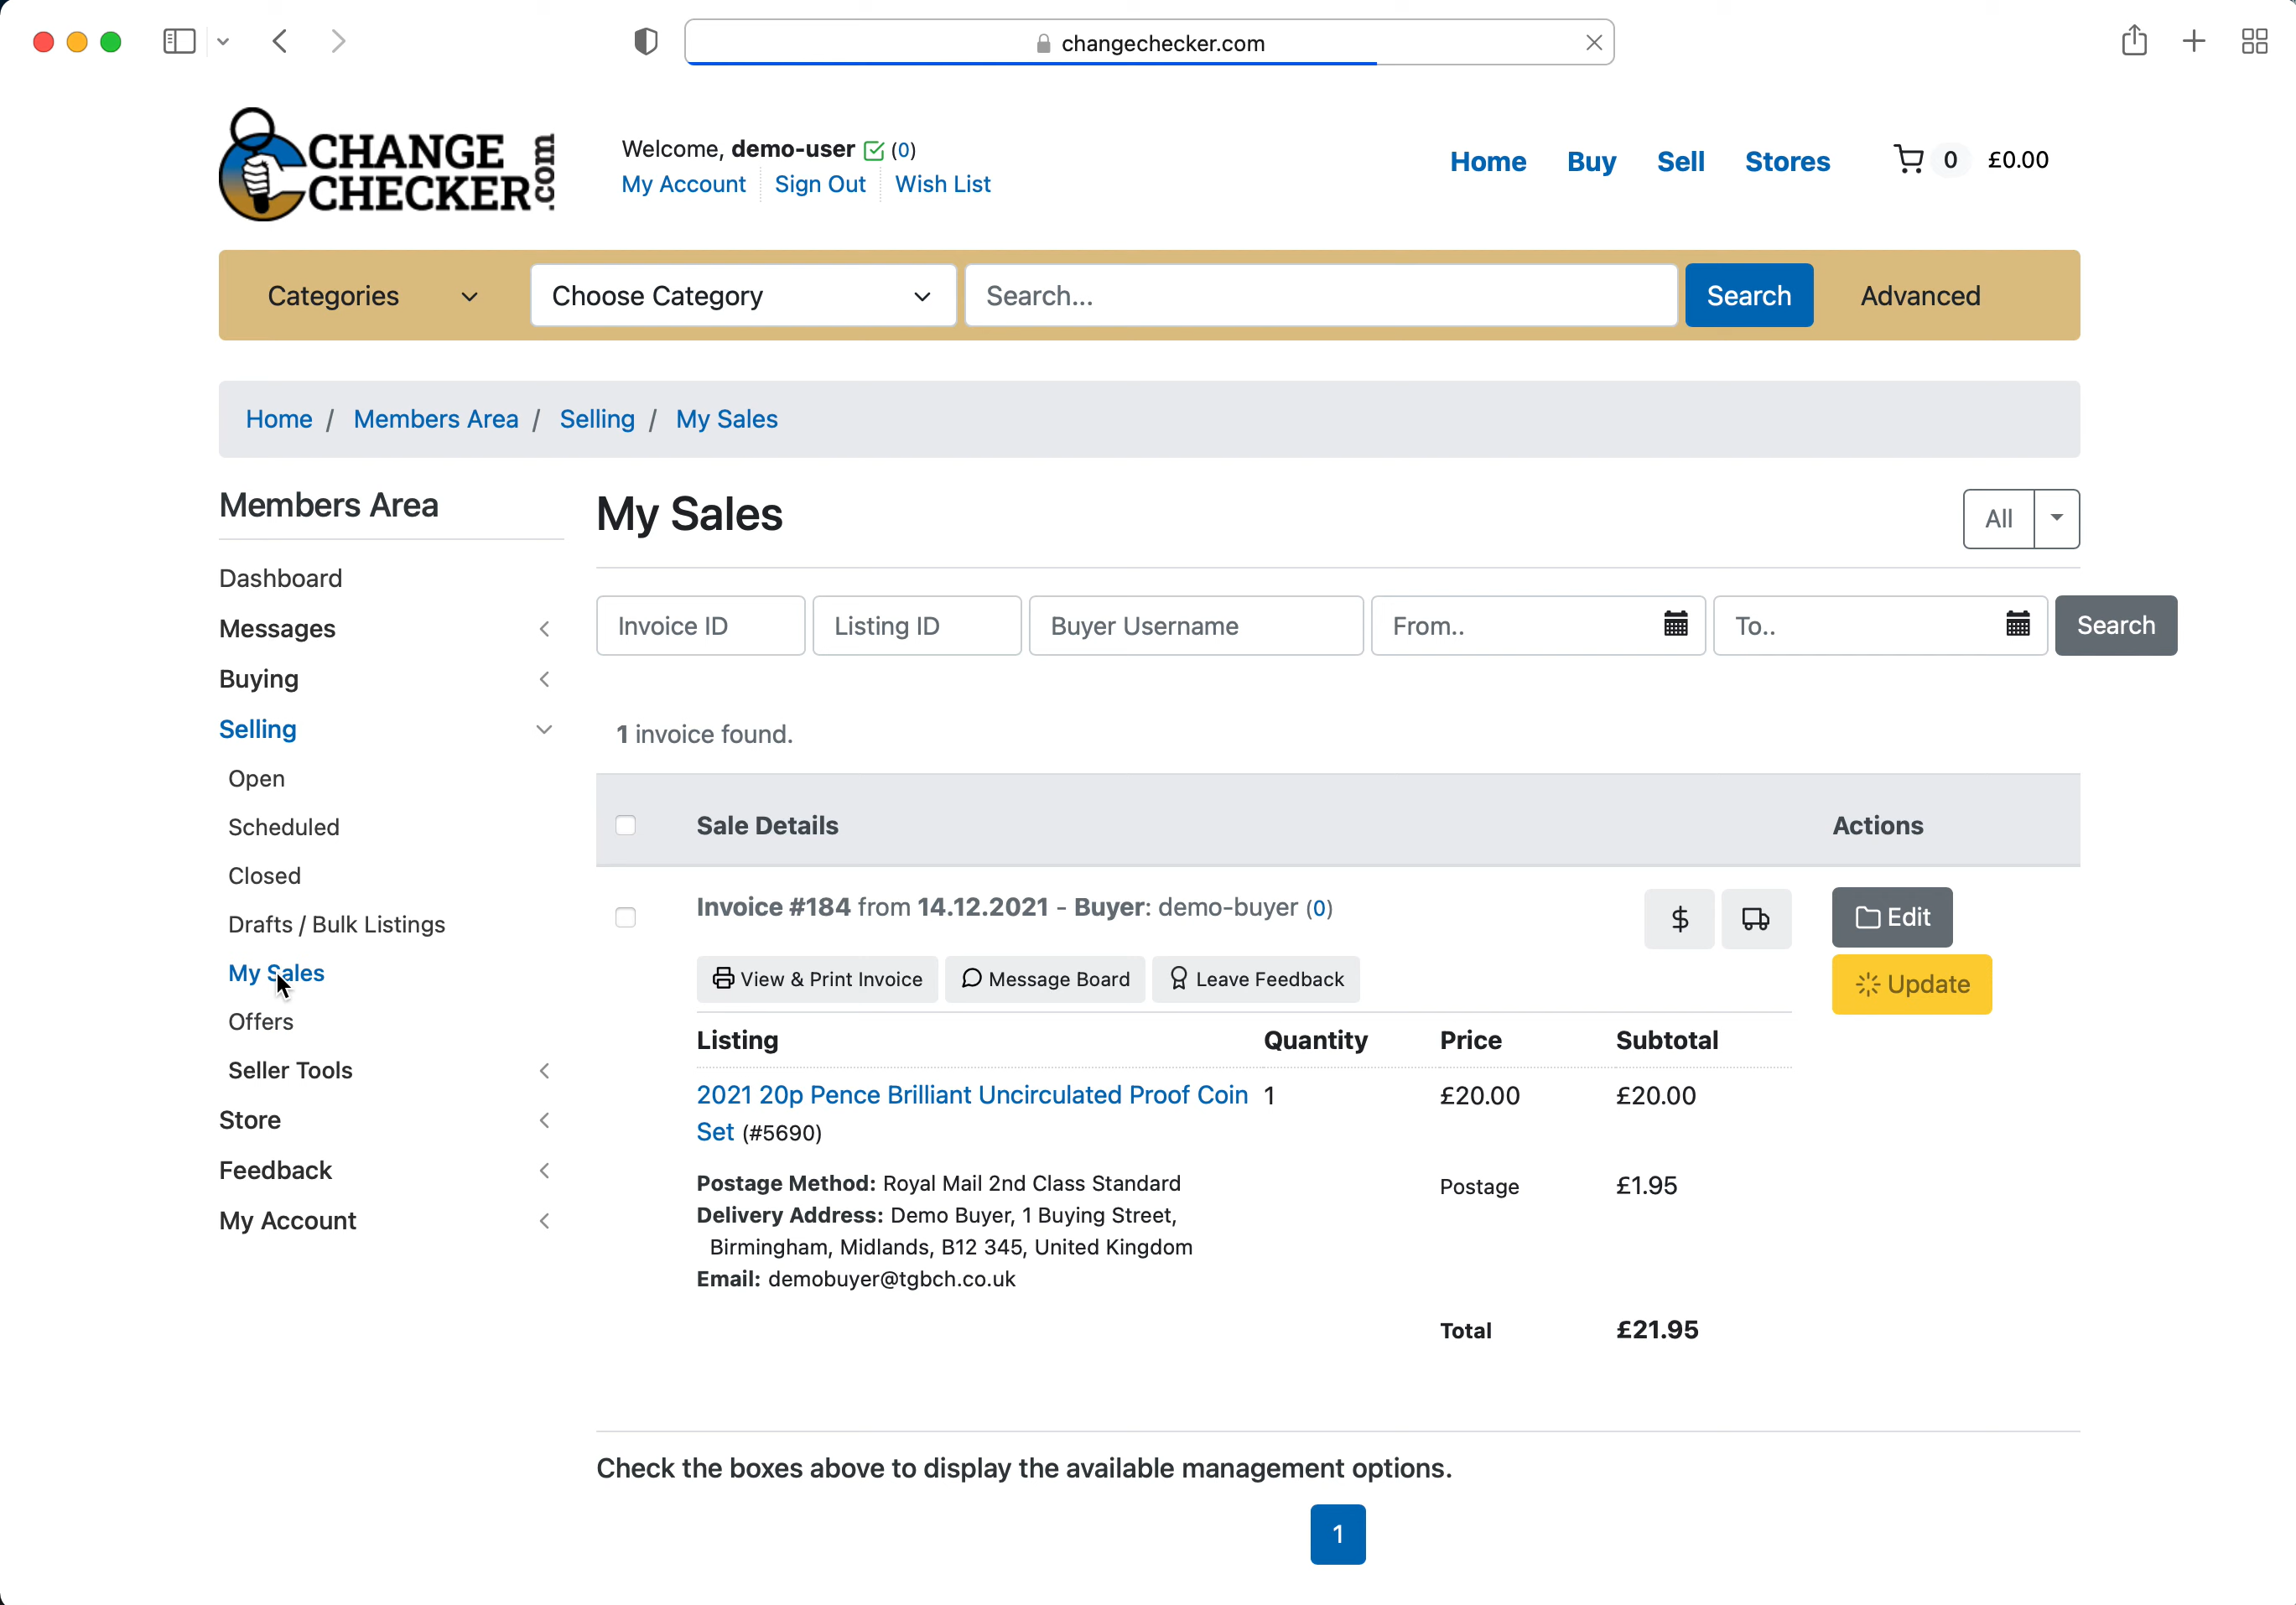 changechecker.com
CHANGE
CHECKER
.com
Welcome, demo-user (0)
My Account Sign Out Wish List
Home Buy Sell Stores 0 £0.00
Categories Choose Category Search... Search Advanced
Home / Members Area / Selling / My Sales
Members Area
Dashboard
Messages
Buying
Selling
Open
Scheduled
Closed
Drafts / Bulk Listings
My Sales
Offers
Seller Tools
Store
Feedback
My Account
My Sales
All
Invoice ID Listing ID Buyer Username From.. To.. Search
1 invoice found.
Sale Details Actions
Invoice #184 from 14.12.2021 - Buyer: demo-buyer (0) $ Edit
View & Print Invoice Message Board Leave Feedback Update
Listing Quantity Price Subtotal
2021 20p Pence Brilliant Uncirculated Proof Coin 1 £20.00 £20.00
Set (#5690)
Postage Method: Royal Mail 2nd Class Standard Postage £1.95
Delivery Address: Demo Buyer, 1 Buying Street,
Birmingham, Midlands, B12 345, United Kingdom
Email: demobuyer@tgbch.co.uk
Total £21.95
Check the boxes above to display the available management options.
1